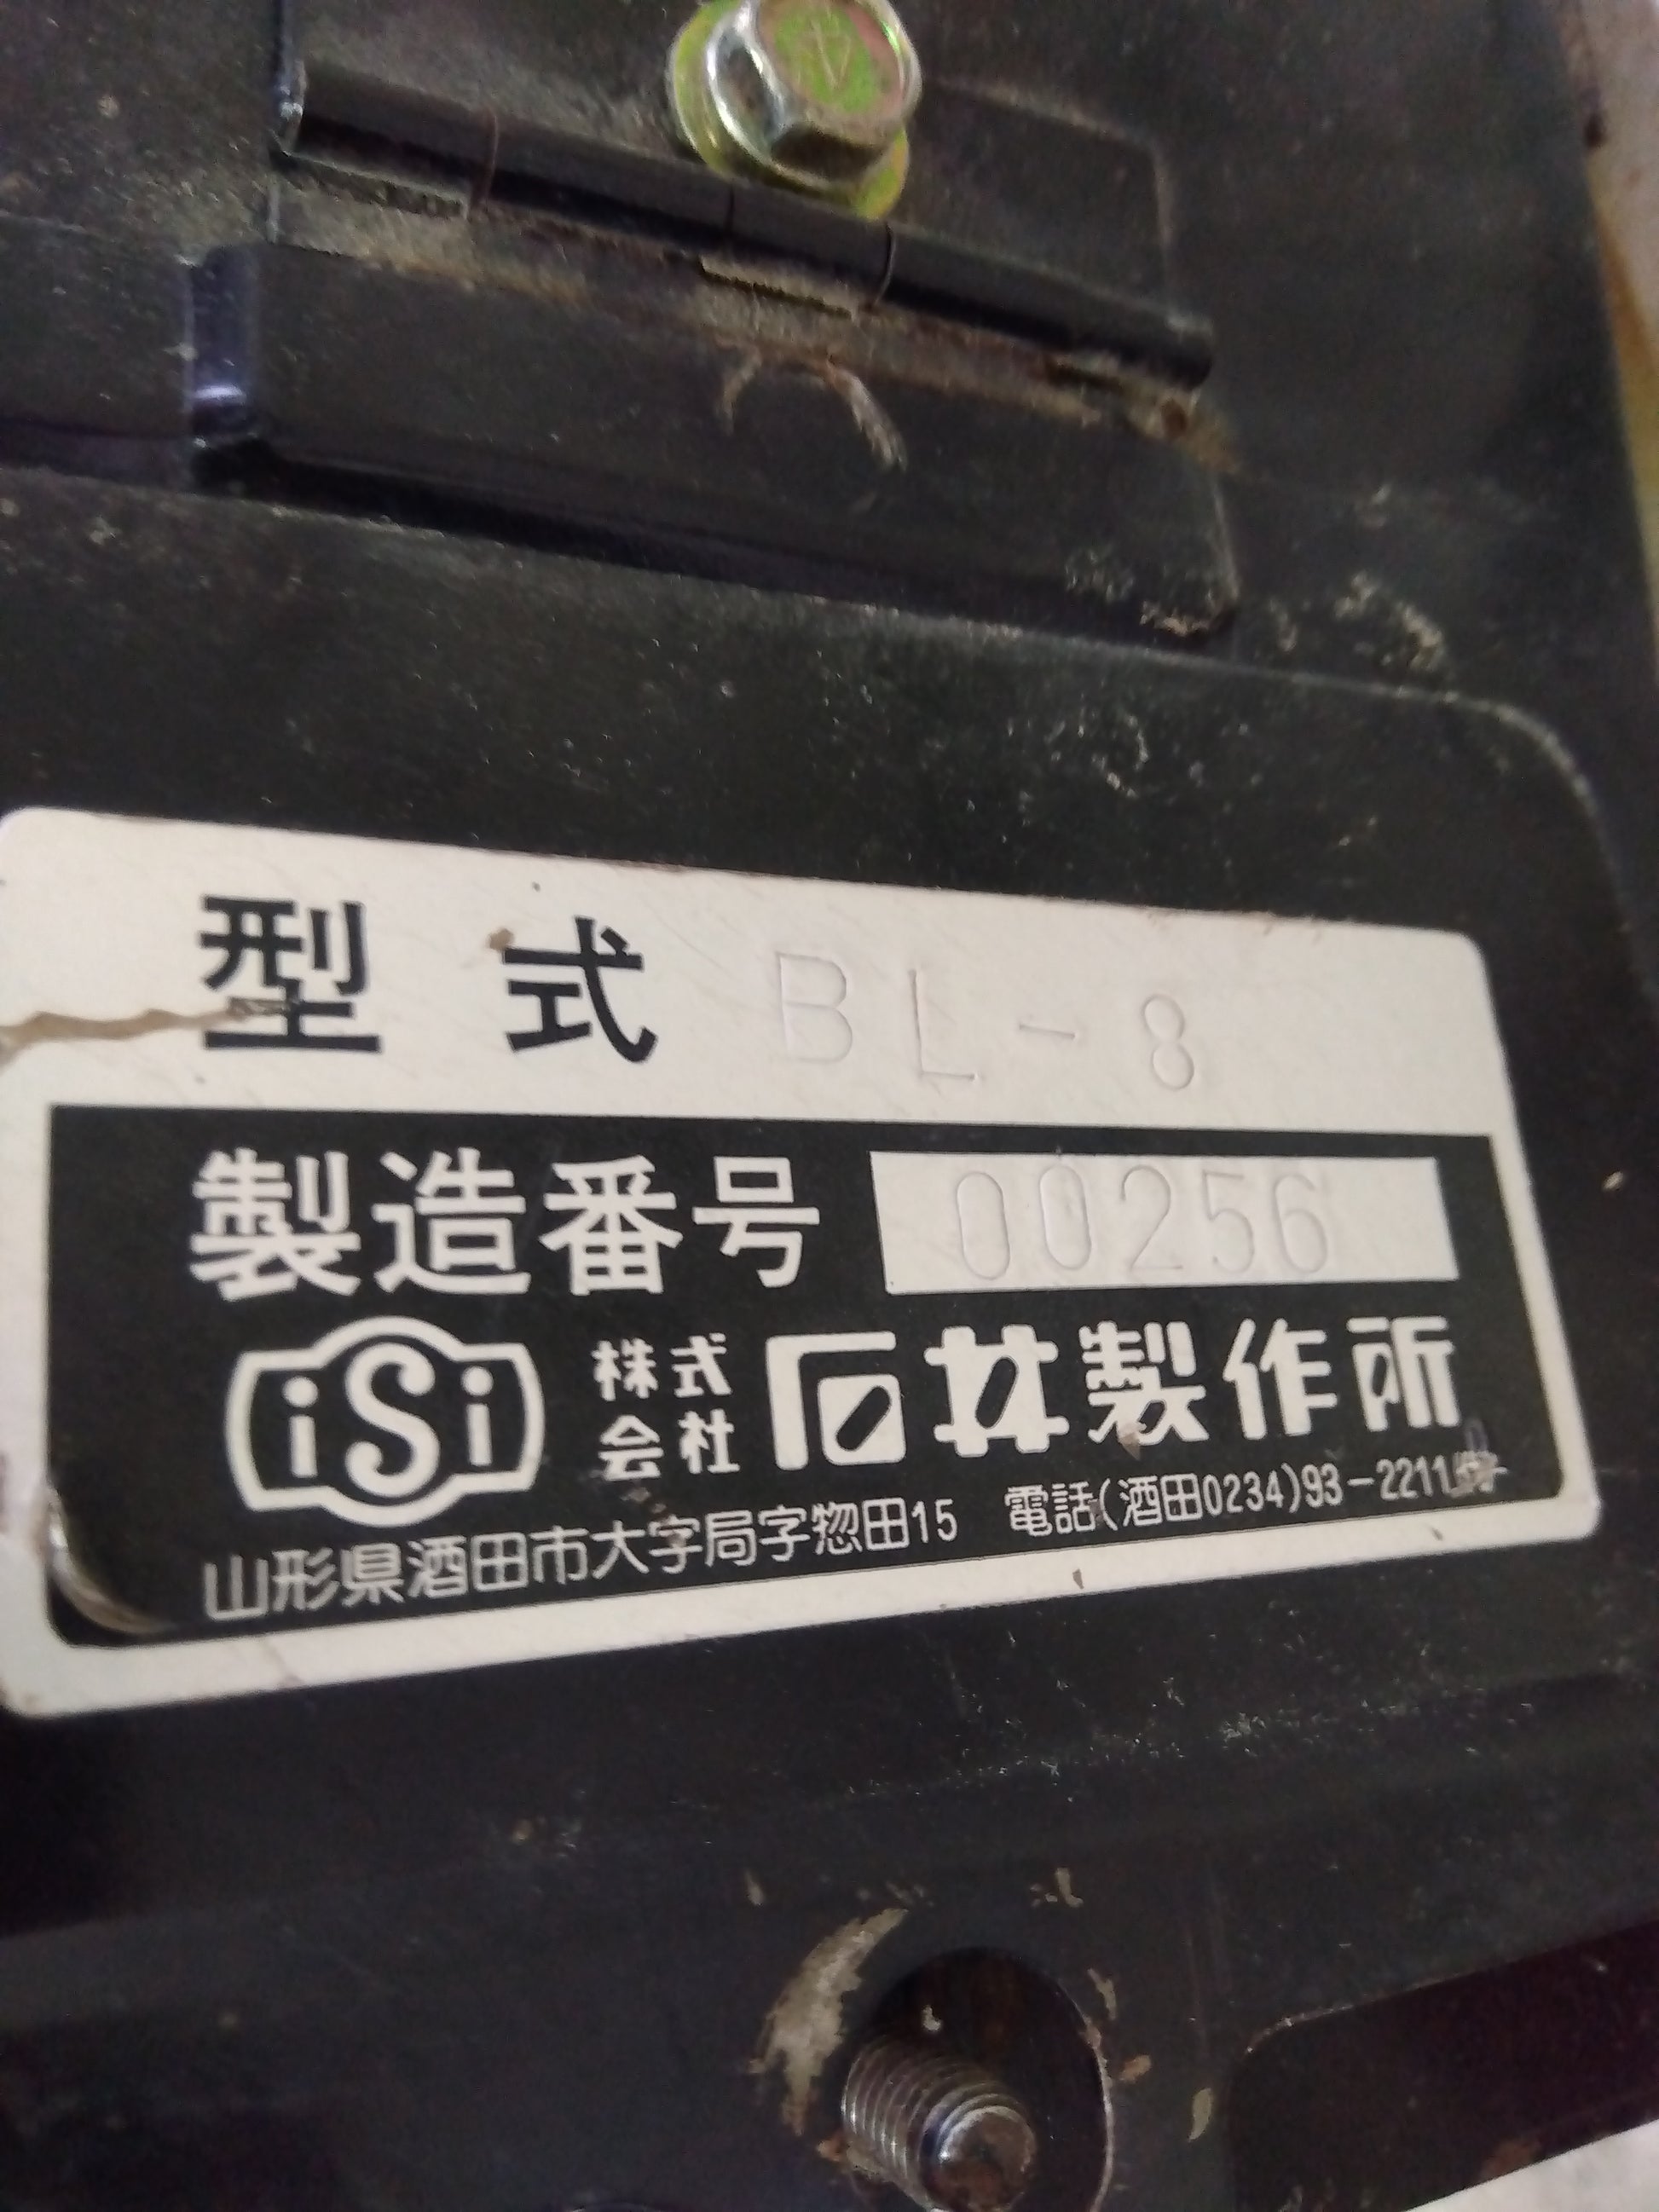 型式 BL-8
製造番号 00256
iSi 株式会社 石井製作所
山形県酒田市大字局字惣田15 電話(酒田0234)93-2211